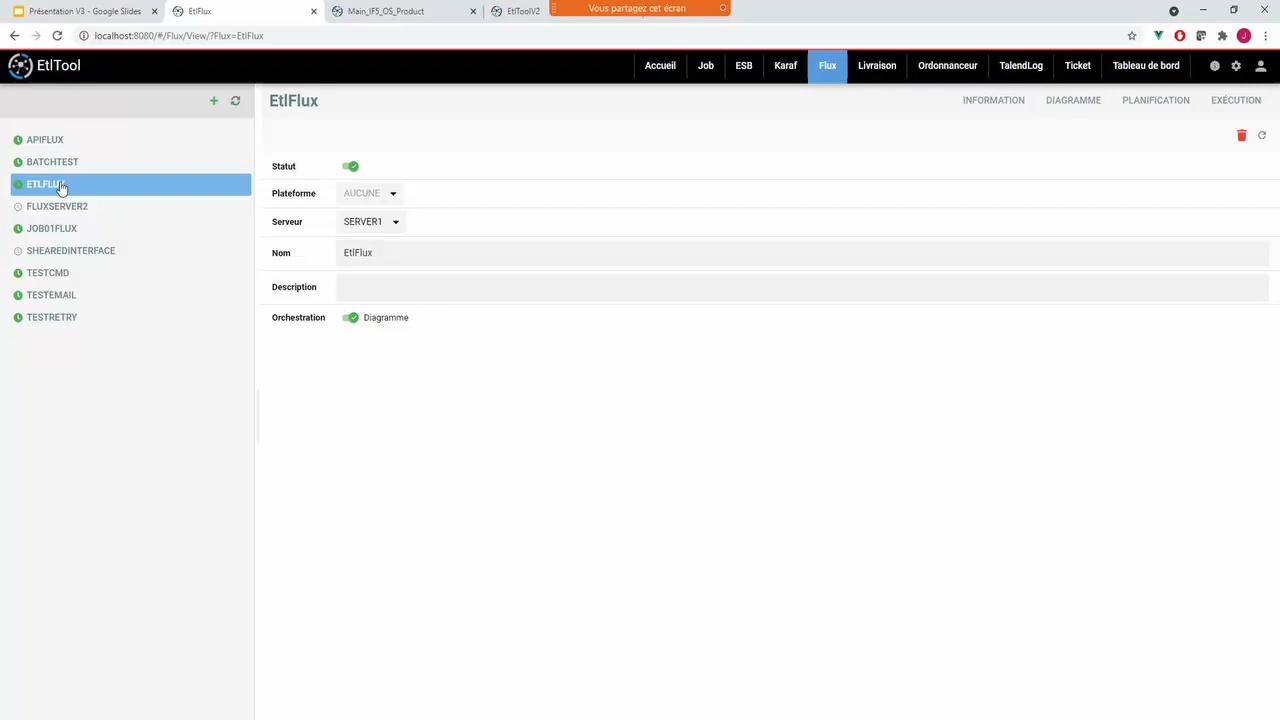 Présentation V3 - Google Slides
EtlFlux
Main_IF5_OS_Product
EtlToolV2
Vous partagez cet écran
localhost:8080/#/Flux/View/?Flux=EtlFlux
J
EtlTool
Accueil
Job
ESB
Karaf
Flux
Livraison
Ordonnanceur
TalendLog
Ticket
Tableau de bord
EtlFlux
INFORMATION
DIAGRAMME
PLANIFICATION
EXÉCUTION
APIFLUX
BATCHTEST
ETLFLUX
FLUXSERVER2
JOB01FLUX
SHEAREDINTERFACE
TESTCMD
TESTEMAIL
TESTRETRY
Statut
Plateforme
AUCUNE
Serveur
SERVER1
Nom
EtlFlux
Description
Orchestration
Diagramme